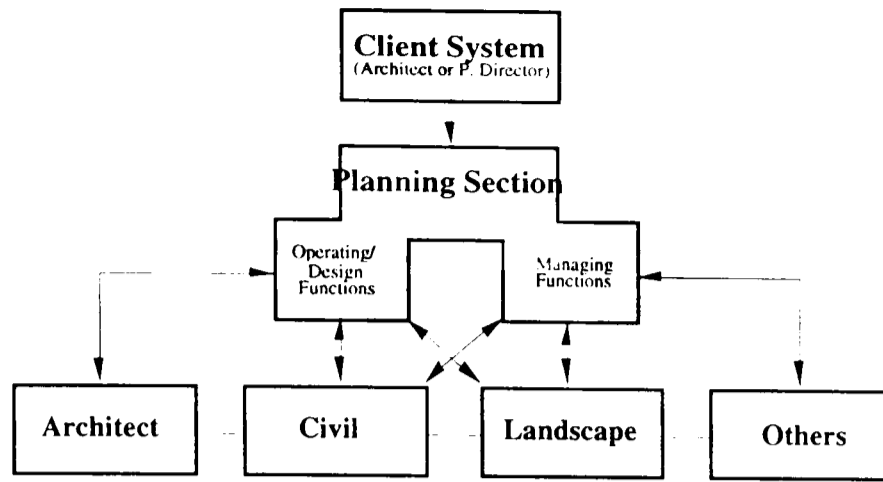 Client System
(Architect or P. Director)
Planning Section
Operating/
Design
Functions
Managing
Functions
Architect
Civil
Landscape
Others